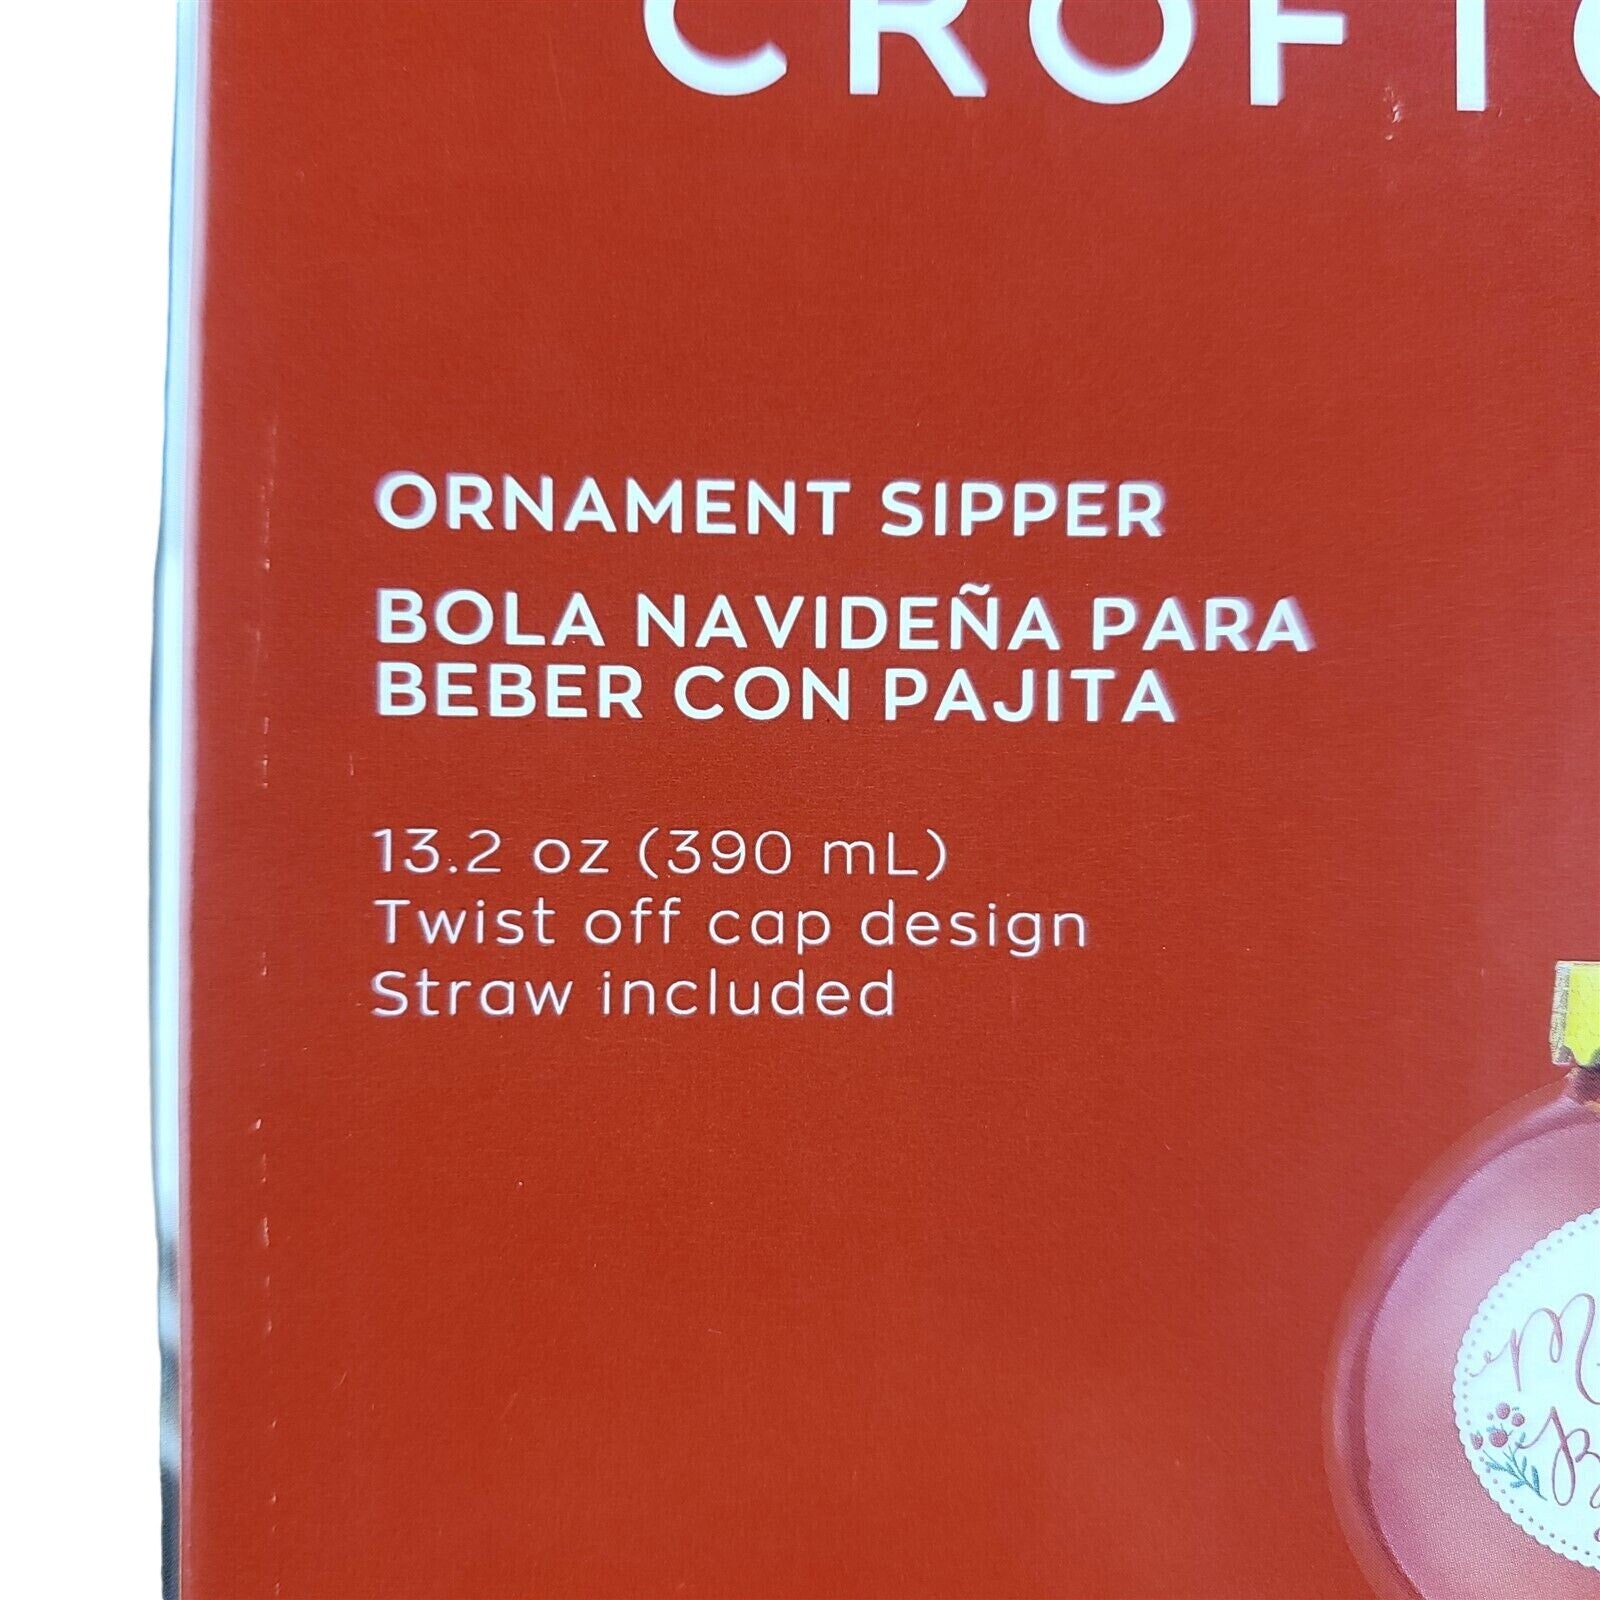 CROFT
ORNAMENT SIPPER
BOLA NAVIDEÑA PARA
BEBER CON PAJITA
13.2 oz (390 mL)
Twist off cap design
Straw included